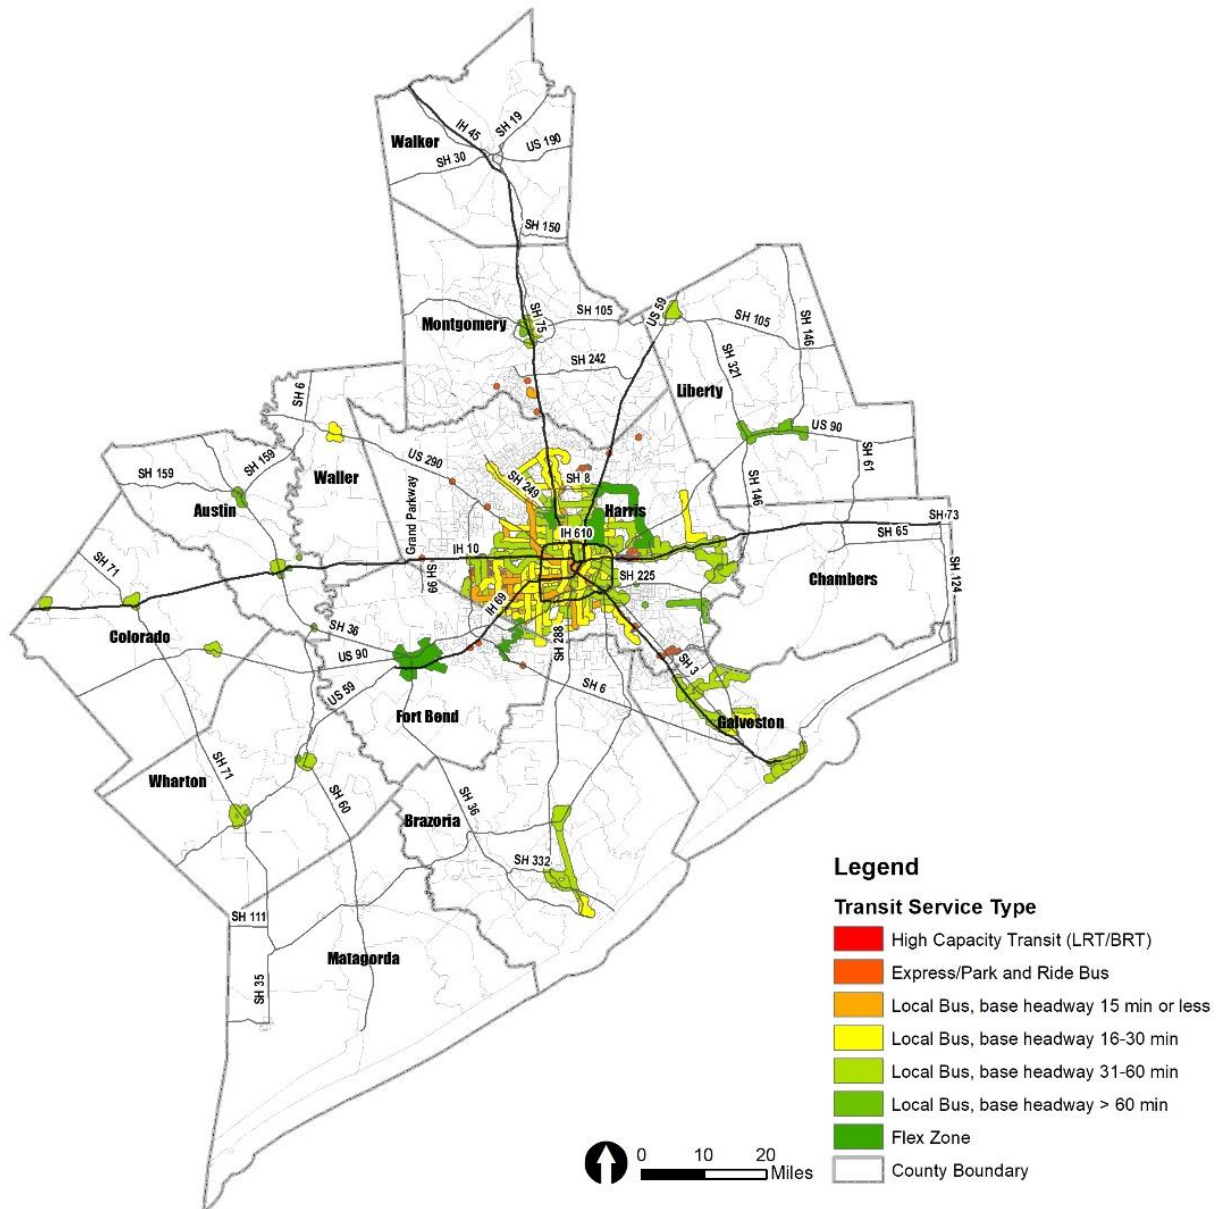 IH 45
SH 19
Walker
US 190
SH 30
SH 150
US 59
SH 105
SH 75
Montgomery
SH 105
SH 146
SH 242
SH 321
Liberty
SH 6
US 90
SH 159
SH 159
US 290
SH 61
Waller
SH 249
SH 8
SH 146
Austin
Grand Parkway
Harris
SH 73
IH 610
SH 65
IH 10
SH 71
SH 99
SH 225
Chambers
SH 124
IH 69
SH 36
Colorado
SH 288
US 90
SH 3
SH 6
US 59
Fort Bend
Galveston
SH 71
Wharton
SH 60
SH 36
Brazoria
SH 332
SH 111
Matagorda
SH 35
Legend
Transit Service Type
High Capacity Transit (LRT/BRT)
Express/Park and Ride Bus
Local Bus, base headway 15 min or less
Local Bus, base headway 16-30 min
Local Bus, base headway 31-60 min
Local Bus, base headway > 60 min
Flex Zone
County Boundary
0 10 20
Miles